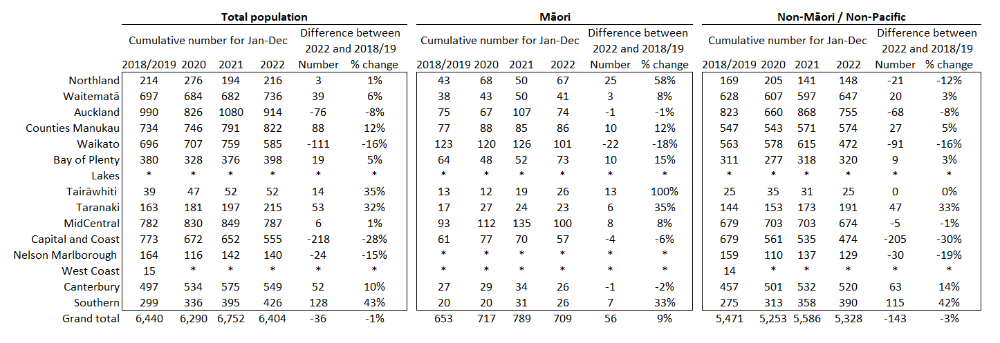 Total population Māori Non-Māori / Non-Pacific
Cumulative number for Jan-Dec Difference between 2022 and 2018/19 Cumulative number for Jan-Dec Difference between 2022 and 2018/19 Cumulative number for Jan-Dec Difference between 2022 and 2018/19
2018/2019 2020 2021 2022 Number % change 2018/2019 2020 2021 2022 Number % change 2018/2019 2020 2021 2022 Number % change
Northland 214 276 194 216 3 1% 43 68 50 67 25 58% 169 205 141 148 -21 -12%
Waitematā 697 684 682 736 39 6% 38 43 50 41 3 8% 628 607 597 647 20 3%
Auckland 990 826 1080 914 -76 -8% 75 67 107 74 -1 -1% 823 660 868 755 -68 -8%
Counties Manukau 734 746 791 822 88 12% 77 88 85 86 10 12% 547 543 571 574 27 5%
Waikato 696 707 759 585 -111 -16% 123 120 126 101 -22 -18% 563 578 615 472 -91 -16%
Bay of Plenty 380 328 376 398 19 5% 64 48 52 73 10 15% 311 277 318 320 9 3%
Lakes * * * * * * * * * * * * * * * * * *
Tairāwhiti 39 47 52 52 14 35% 13 12 19 26 13 100% 25 35 31 25 0 0%
Taranaki 163 181 197 215 53 32% 17 27 24 23 6 35% 144 153 173 191 47 33%
MidCentral 782 830 849 787 6 1% 93 112 135 100 8 8% 679 703 703 674 -5 -1%
Capital and Coast 773 672 652 555 -218 -28% 61 77 70 57 -4 -6% 679 561 535 474 -205 -30%
Nelson Marlborough 164 116 142 140 -24 -15% * * * * * * 159 110 137 129 -30 -19%
West Coast 15 * * * * * * * * * * * 14 * * * * *
Canterbury 497 534 575 549 52 10% 27 29 34 26 -1 -2% 457 501 532 520 63 14%
Southern 299 336 395 426 128 43% 20 20 31 26 7 33% 275 313 358 390 115 42%
Grand total 6,440 6,290 6,752 6,404 -36 -1% 653 717 789 709 56 9% 5,471 5,253 5,586 5,328 -143 -3%